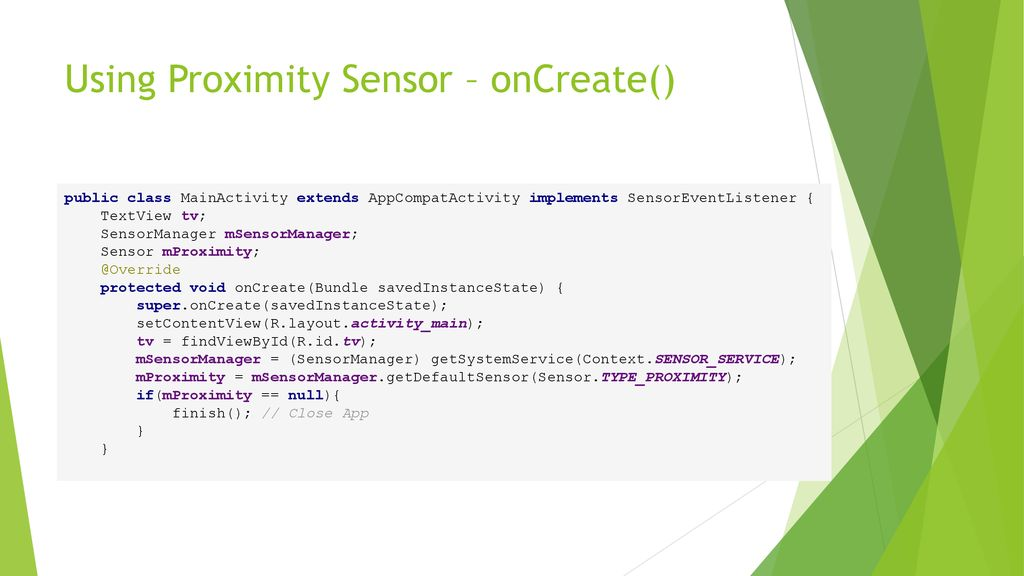 Using Proximity Sensor – onCreate()
public class MainActivity extends AppCompatActivity implements SensorEventListener {
    TextView tv;
    SensorManager mSensorManager;
    Sensor mProximity;
    @Override
    protected void onCreate(Bundle savedInstanceState) {
        super.onCreate(savedInstanceState);
        setContentView(R.layout.activity_main);
        tv = findViewById(R.id.tv);
        mSensorManager = (SensorManager) getSystemService(Context.SENSOR_SERVICE);
        mProximity = mSensorManager.getDefaultSensor(Sensor.TYPE_PROXIMITY);
        if(mProximity == null){
            finish(); // Close App
        }
    }